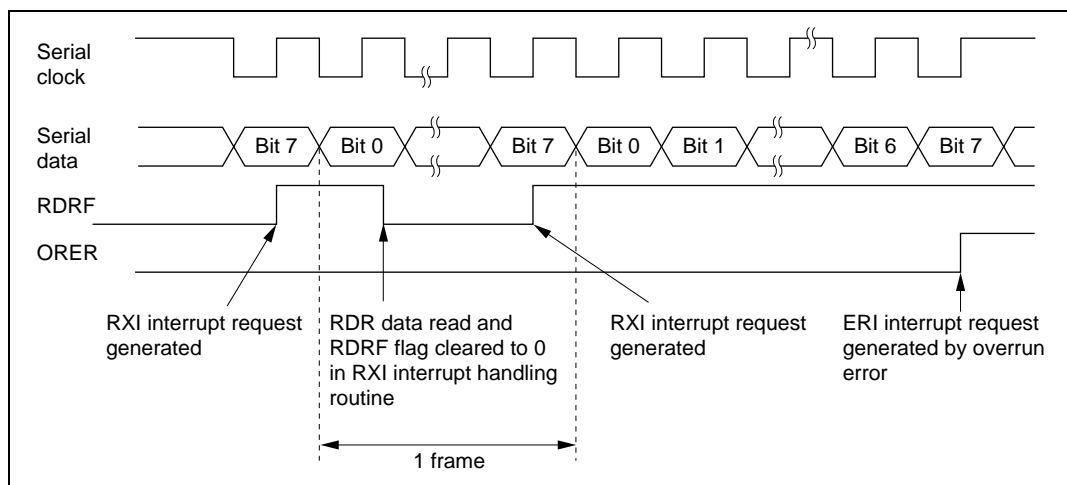 Serial
clock
Serial
data
Bit 7
Bit 0
Bit 7
Bit 0
Bit 1
Bit 6
Bit 7
RDRF
ORER
RXI interrupt request
generated
RDR data read and
RDRF flag cleared to 0
in RXI interrupt handling
routine
RXI interrupt request
generated
ERI interrupt request
generated by overrun
error
1 frame